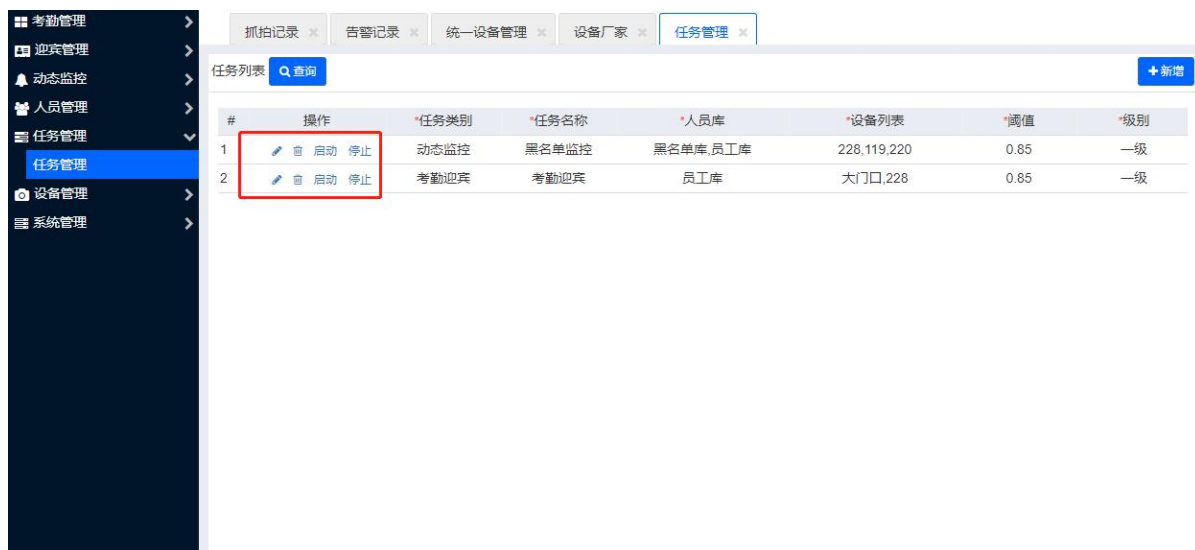 考勤管理
迎宾管理
动态监控
人员管理
任务管理
任务管理
设备管理
系统管理
抓拍记录 × 告警记录 × 统一设备管理 × 设备厂家 × 任务管理 ×
任务列表 查询 +新增
# 操作 *任务类别 *任务名称 *人员库 *设备列表 *阈值 *级别
1 启动 停止 动态监控 黑名单监控 黑名单库,员工库 228,119,220 0.85 一级
2 启动 停止 考勤迎宾 考勤迎宾 员工库 大门口,228 0.85 一级